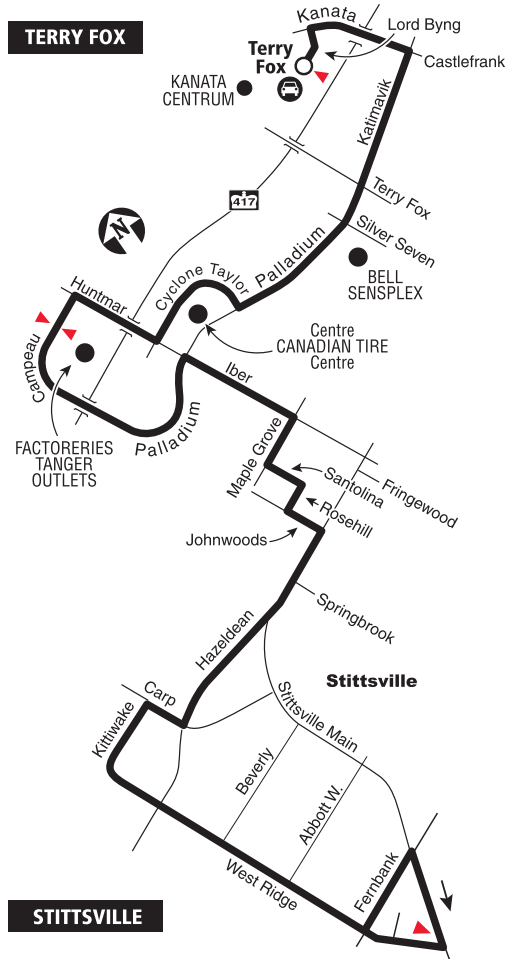 TERRY FOX
Kanata
Lord Byng
Terry
Fox
Castlefrank
KANATA
CENTRUM
Katimavik
417
Terry Fox
N
Silver Seven
Palladium
BELL
SENSPLEX
Cyclone Taylor
Huntmar
Centre
CANADIAN TIRE
Centre
Campeau
Iber
Palladium
FACTORERIES
TANGER
OUTLETS
Maple Grove
Santolina
Fringewood
Rosehill
Johnwoods
Springbrook
Hazeldean
Stittsville
Carp
Stittsville Main
Kittiwake
Beverly
Abbott W.
West Ridge
Fernbank
STITTSVILLE